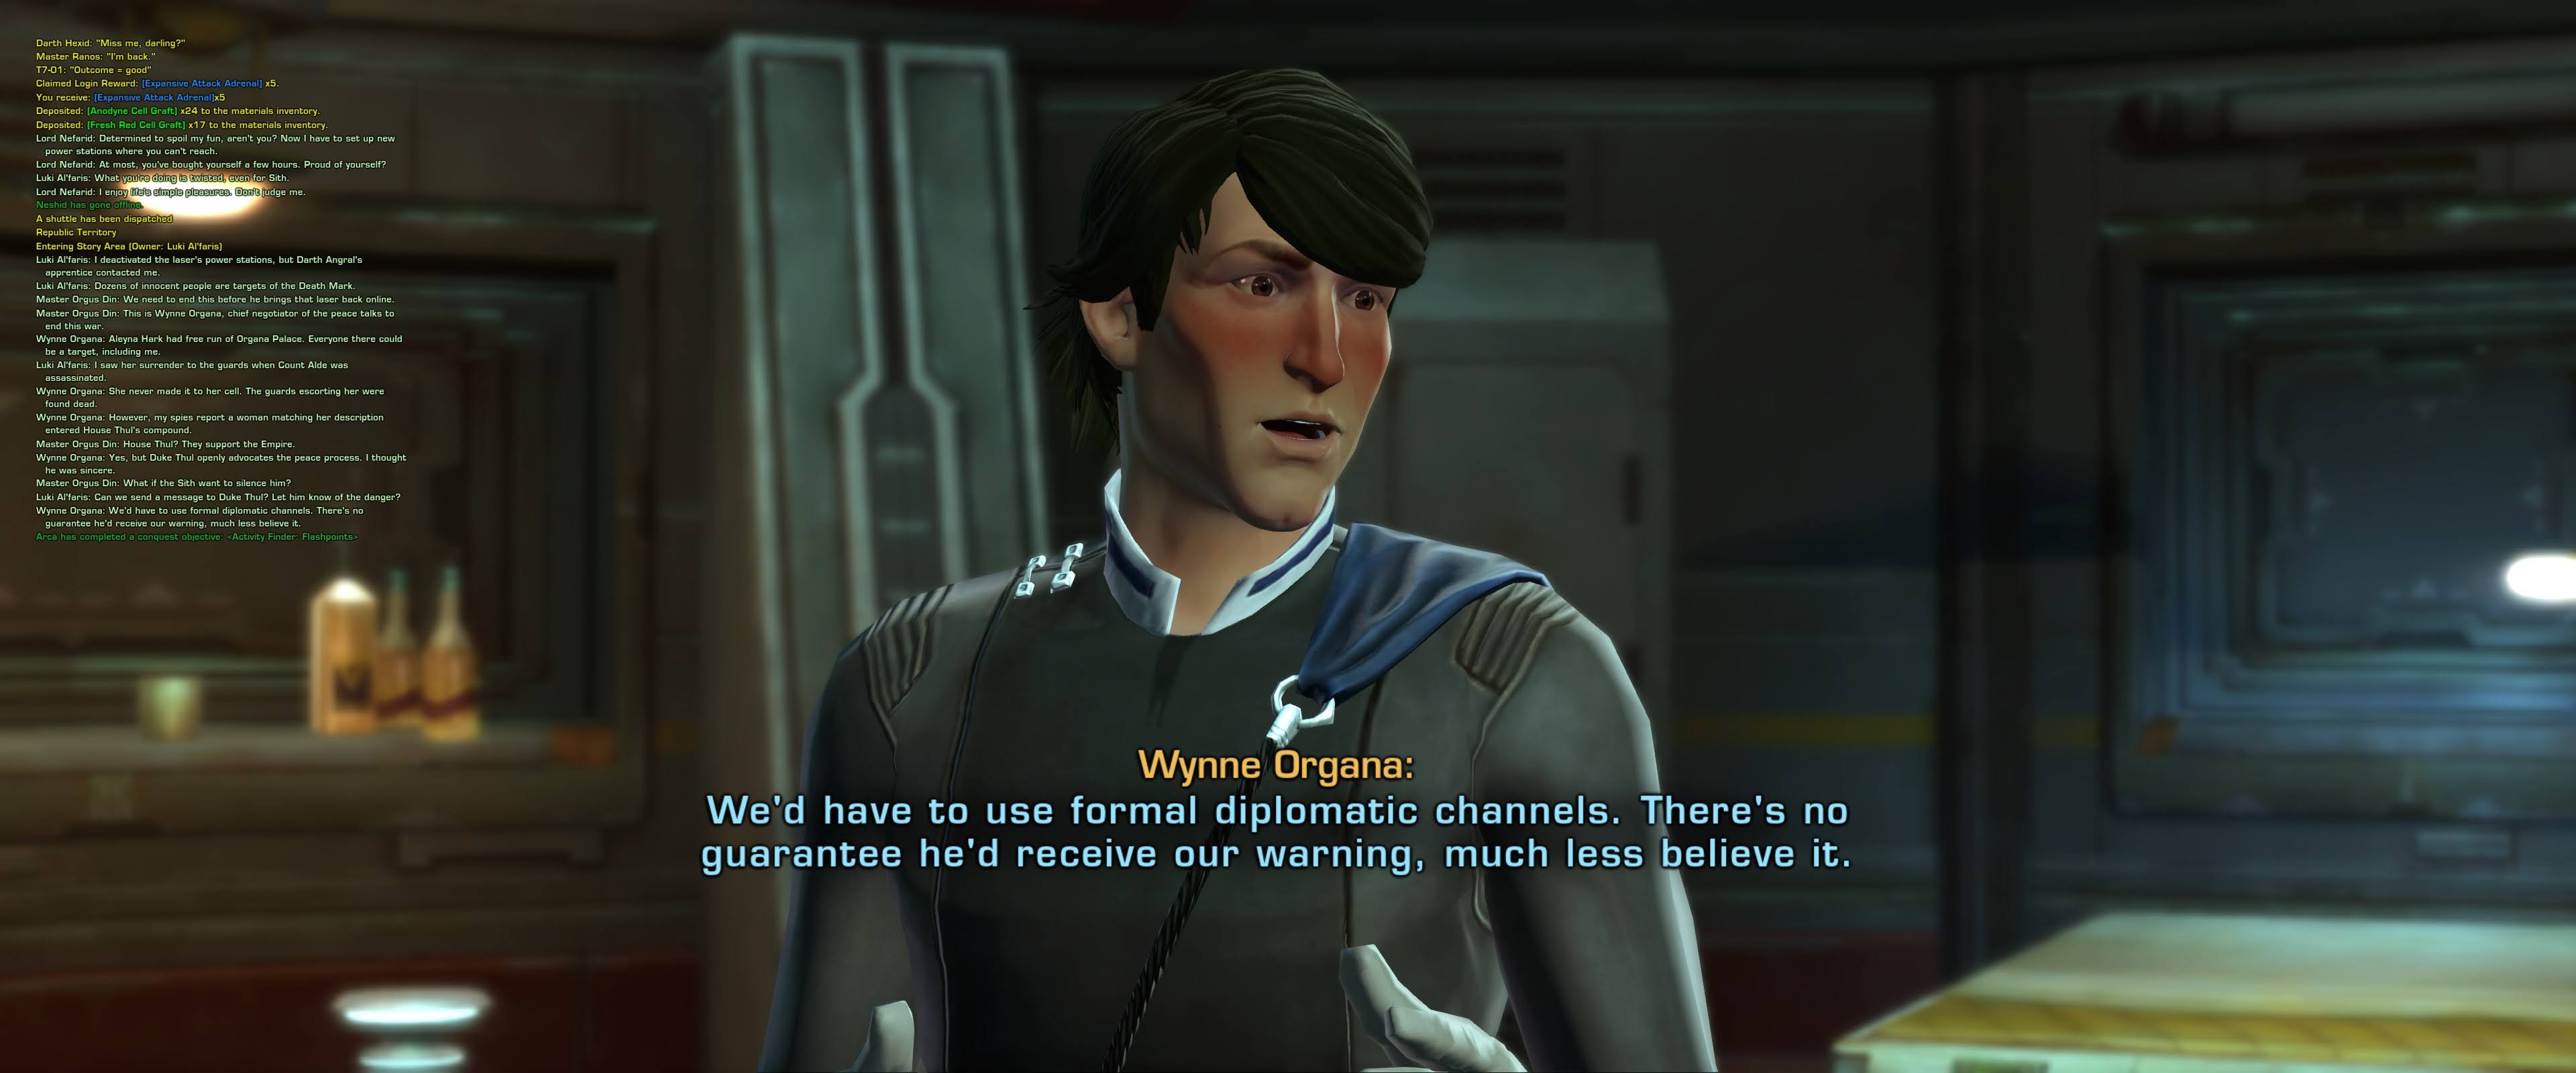 Darth Hexid: "Miss me, darling?"
Master Ranos: "I'm back."
T7-01: "Outcome = good"
Claimed Login Reward: [Expansive Attack Adrenal] x5.
You receive: [Expansive Attack Adrenal]x5
Deposited: [Anodyne Cell Graft] x24 to the materials inventory.
Deposited: [Fresh Red Cell Graft] x17 to the materials inventory.
Lord Nefarid: Determined to spoil my fun, aren't you? Now I have to set up new
power stations where you can't reach.
Lord Nefarid: At most, you've bought yourself a few hours. Proud of yourself?
Luki Al'faris: What you're doing is twisted, even for Sith.
Lord Nefarid: I enjoy life's simple pleasures. Don't judge me.
Neshid has gone offline.
A shuttle has been dispatched.
Republic Territory
Entering Story Area (Owner: Luki Al'faris)
Luki Al'faris: I deactivated the laser's power stations, but Darth Angral's
apprentice contacted me.
Luki Al'faris: Dozens of innocent people are targets of the Death Mark.
Master Orgus Din: We need to end this before he brings that laser back online.
Master Orgus Din: This is Wynne Organa, chief negotiator of the peace talks to
end this war.
Wynne Organa: Aleyna Hark had free run of Organa Palace. Everyone there could
be a target, including me.
Luki Al'faris: I saw her surrender to the guards when Count Alde was
assassinated.
Wynne Organa: She never made it to her cell. The guards escorting her were
found dead.
Wynne Organa: However, my spies report a woman matching her description
entered House Thul's compound.
Master Orgus Din: House Thul? They support the Empire.
Wynne Organa: Yes, but Duke Thul openly advocates the peace process. I thought
he was sincere.
Master Orgus Din: What if the Sith want to silence him?
Luki Al'faris: Can we send a message to Duke Thul? Let him know of the danger?
Wynne Organa: We'd have to use formal diplomatic channels. There's no
guarantee he'd receive our warning, much less believe it.
Arca has completed a conquest objective: <Activity Finder: Flashpoints>
Wynne Organa:
We'd have to use formal diplomatic channels. There's no
guarantee he'd receive our warning, much less believe it.